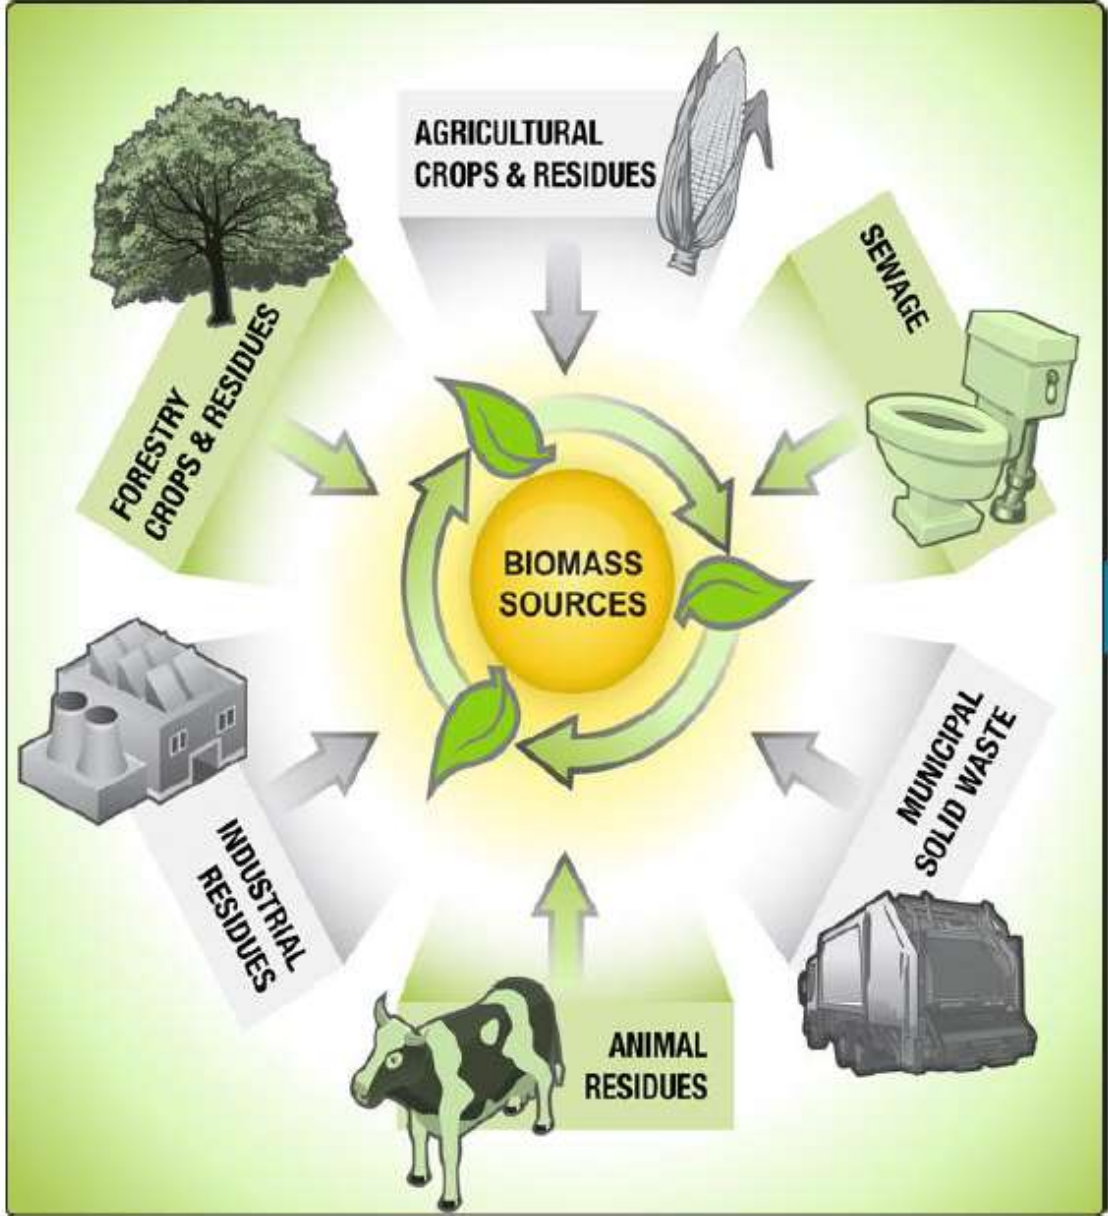 AGRICULTURAL
CROPS & RESIDUES
SEWAGE
FORESTRY
CROPS & RESIDUES
BIOMASS
SOURCES
MUNICIPAL
SOLID WASTE
INDUSTRIAL
RESIDUES
ANIMAL
RESIDUES